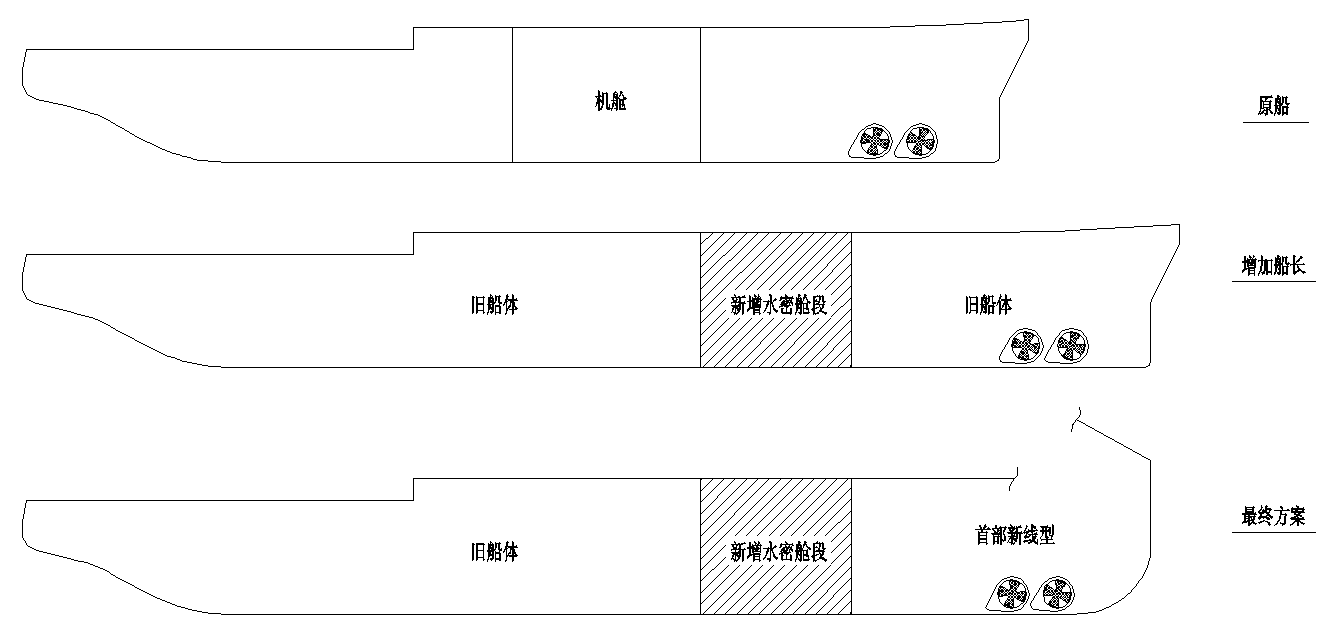 机舱
原船
增加船长
旧船体
新增水密舱段
旧船体
最终方案
首部新线型
旧船体
新增水密舱段